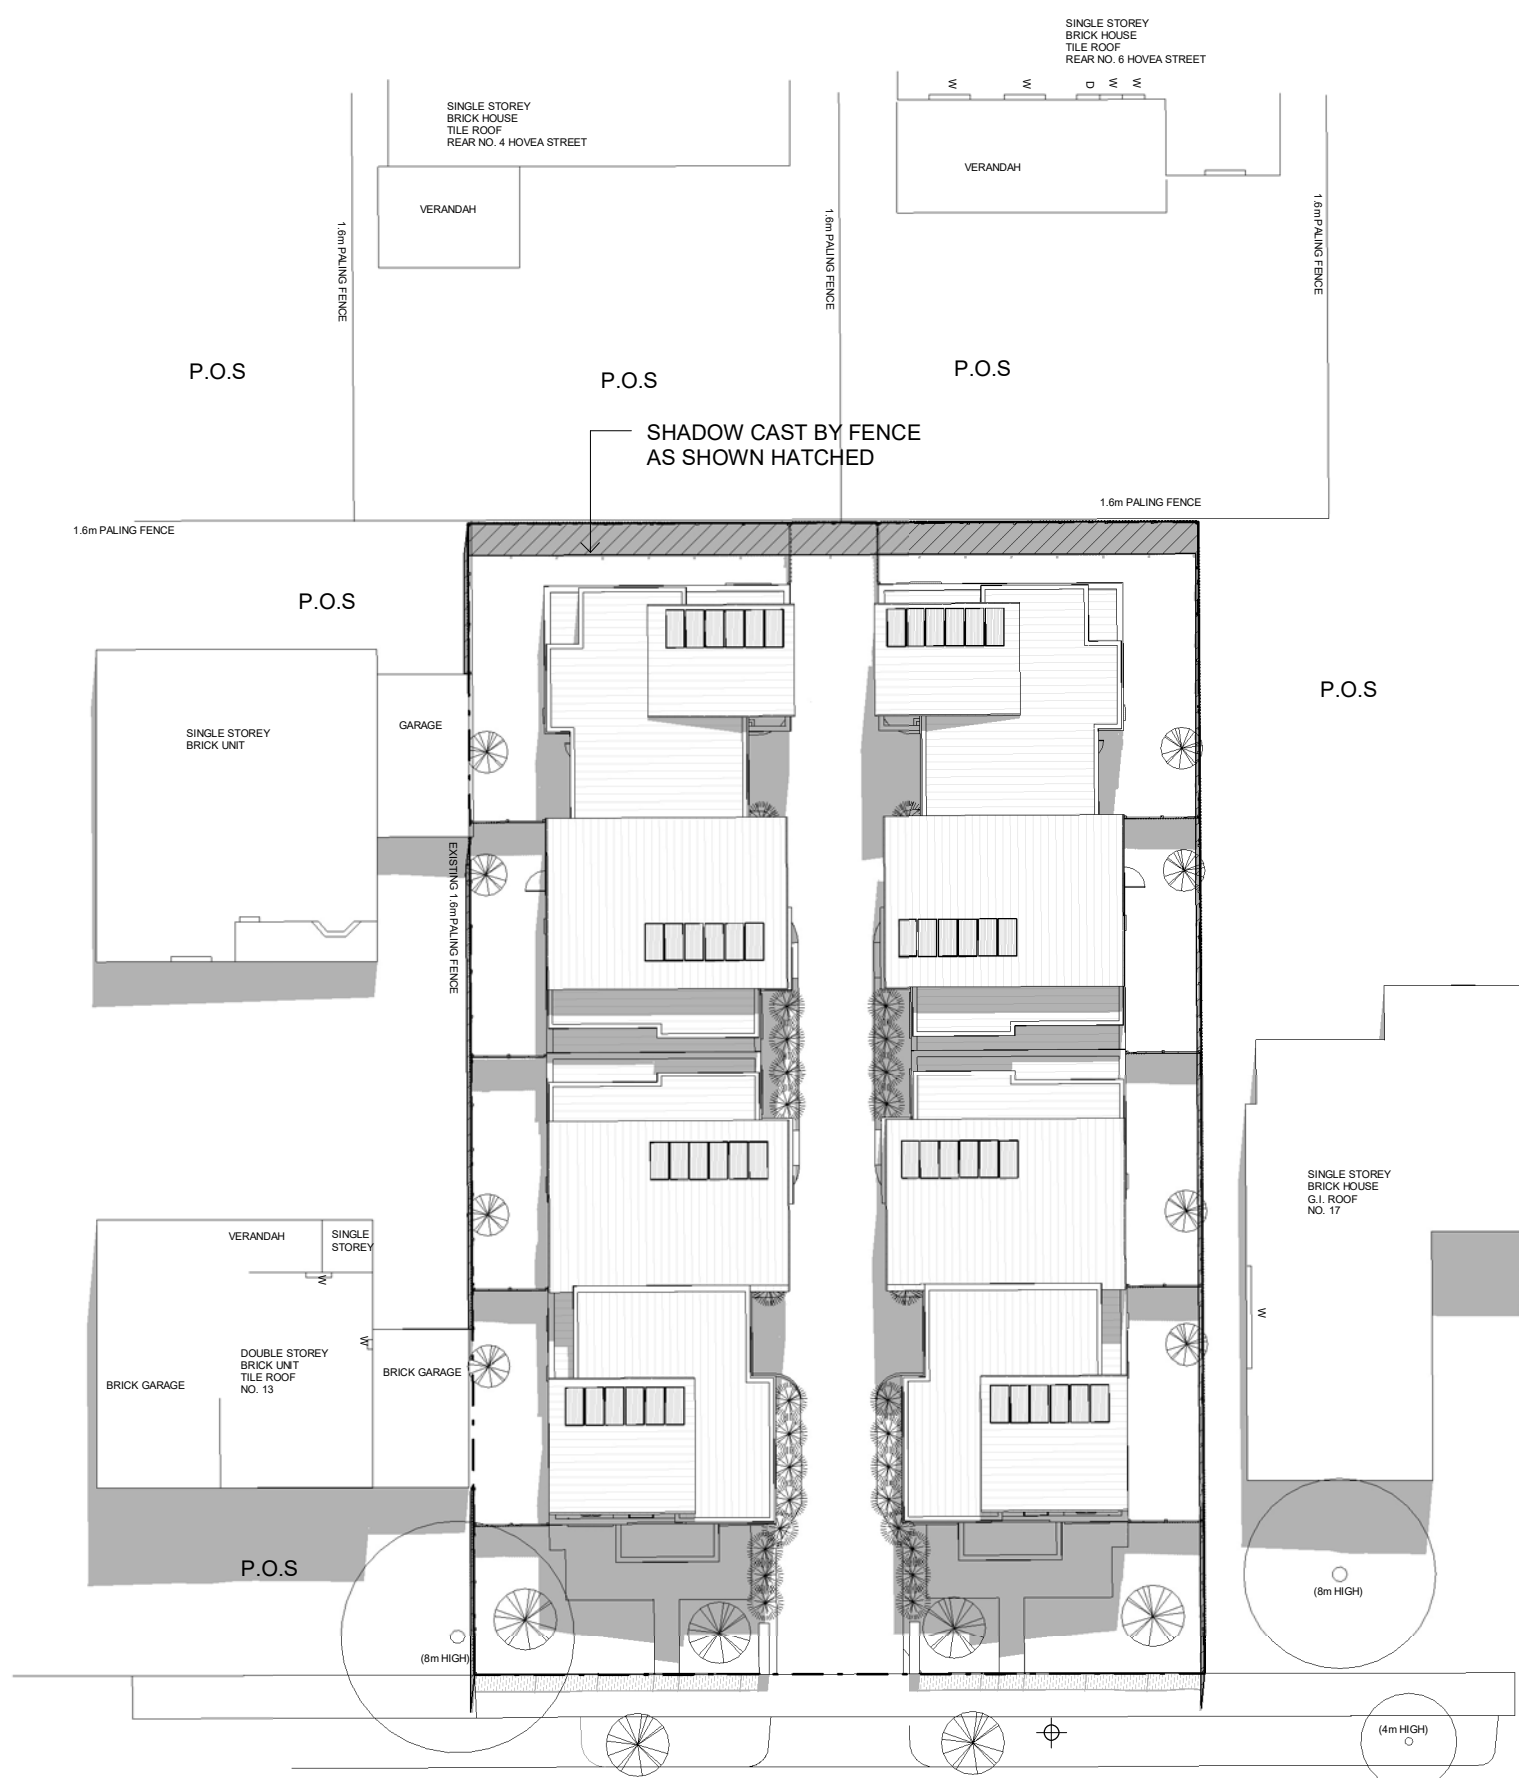 SINGLE STOREY
BRICK HOUSE
TILE ROOF
REAR NO. 6 HOVEA STREET
W
W
D
W
W
SINGLE STOREY
BRICK HOUSE
TILE ROOF
REAR NO. 4 HOVEA STREET
VERANDAH
VERANDAH
1.6m PALING FENCE
1.6m PALING FENCE
1.6m PALING FENCE
P.O.S
P.O.S
P.O.S
SHADOW CAST BY FENCE
AS SHOWN HATCHED
1.6m PALING FENCE
1.6m PALING FENCE
P.O.S
P.O.S
SINGLE STOREY
BRICK UNIT
GARAGE
EXISTING 1.6m PALING FENCE
SINGLE STOREY
BRICK HOUSE
G.I. ROOF
NO. 17
W
VERANDAH
SINGLE
STOREY
W
W
DOUBLE STOREY
BRICK UNIT
TILE ROOF
NO. 13
BRICK GARAGE
BRICK GARAGE
P.O.S
(8m HIGH)
(8m HIGH)
(4m HIGH)